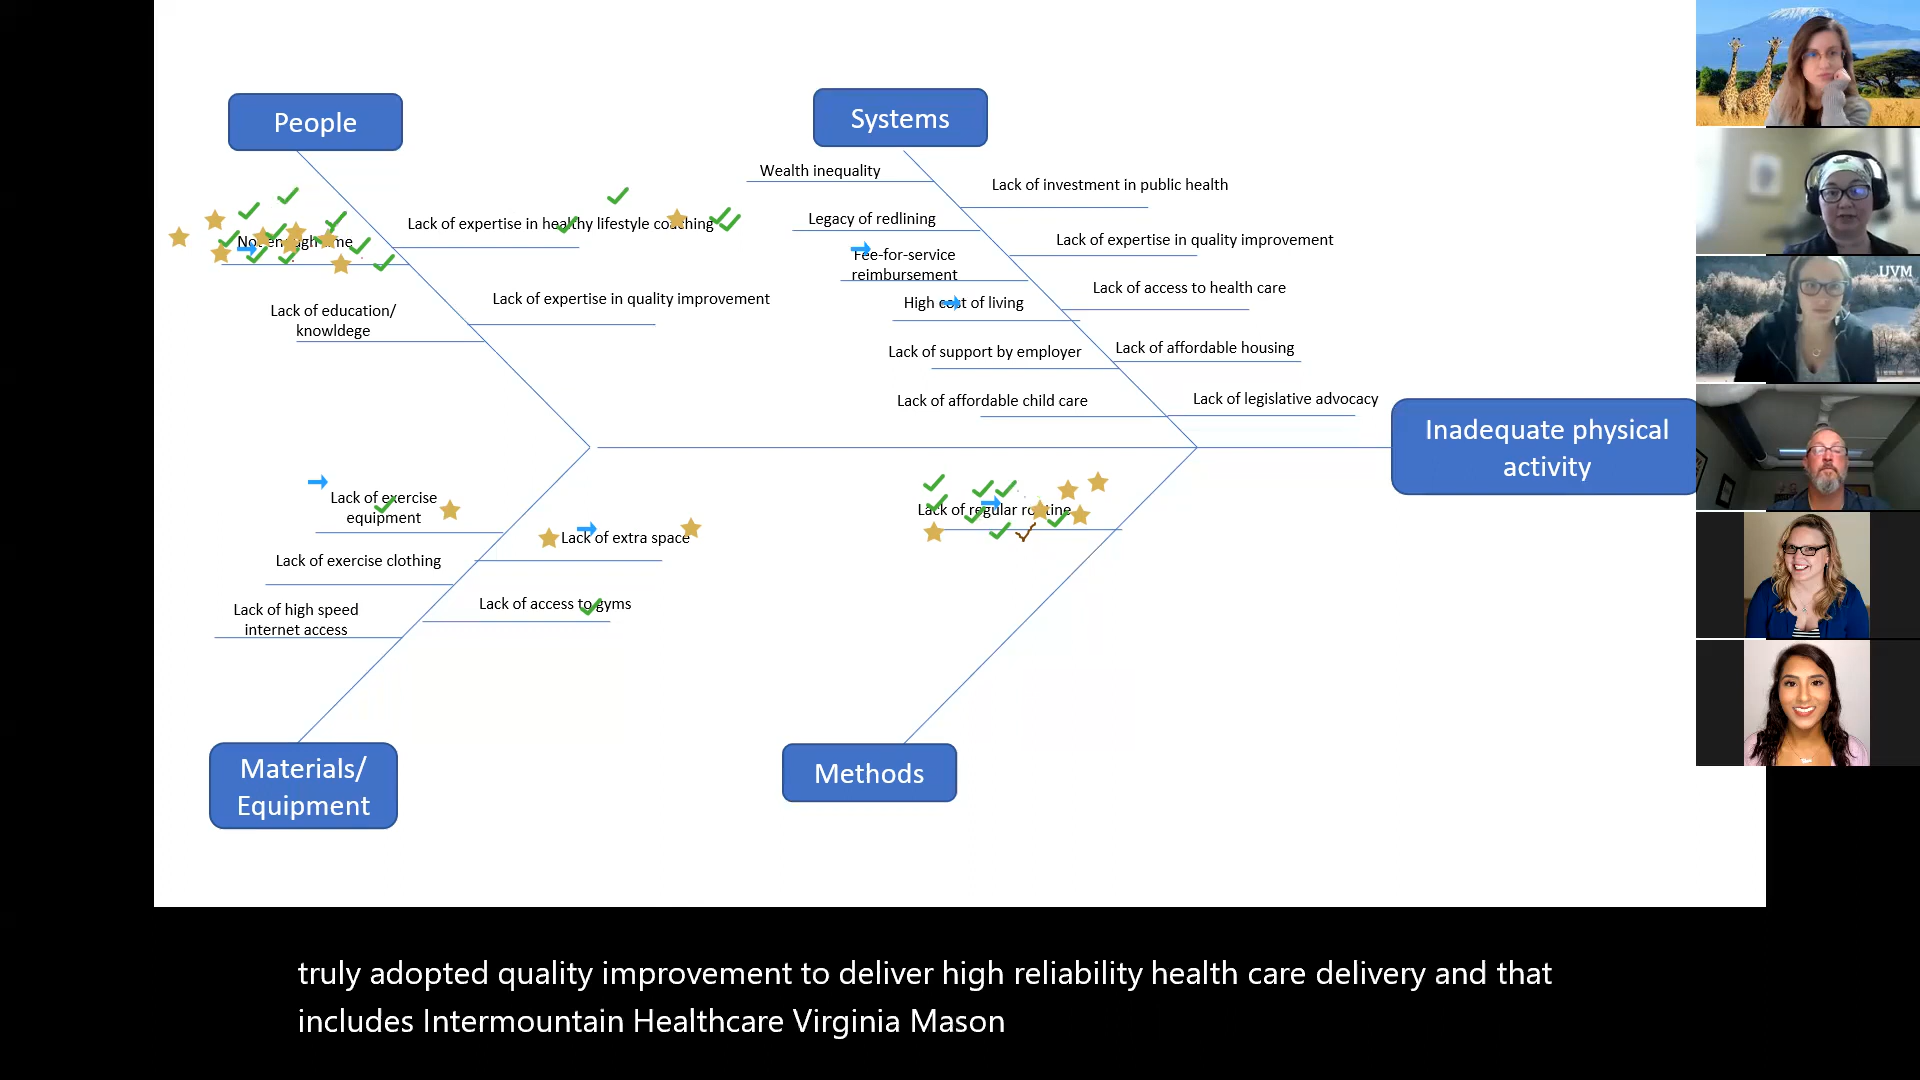 People
Systems
Wealth inequality
Lack of investment in public health
Legacy of redlining
Lack of expertise in healthy lifestyle coaching
Not enough time
Lack of expertise in quality improvement
Fee-for-service
reimbursement
Lack of access to health care
High cost of living
Lack of expertise in quality improvement
Lack of education/
knowldege
Lack of affordable housing
Lack of support by employer
Lack of legislative advocacy
Lack of affordable child care
Inadequate physical
activity
Lack of exercise
equipment
Lack of regular routine
Lack of extra space
Lack of exercise clothing
Lack of access to gyms
Lack of high speed
internet access
Materials/
Equipment
Methods
UVM
truly adopted quality improvement to deliver high reliability health care delivery and that
includes Intermountain Healthcare Virginia Mason